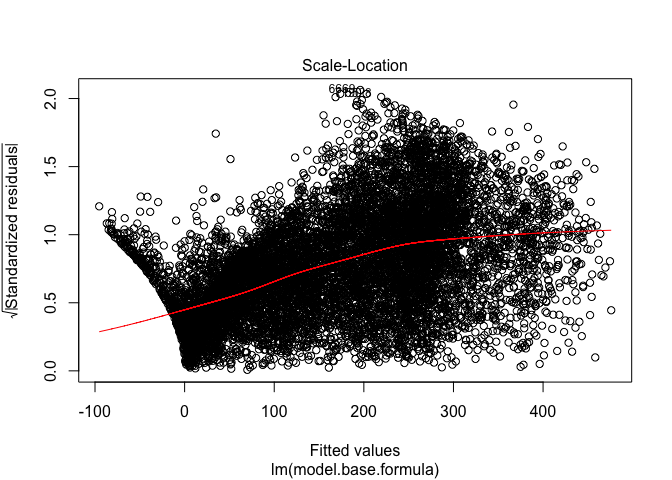 Scale-Location
√|Standardized residuals|
0.0 0.5 1.0 1.5 2.0
-100 0 100 200 300 400
Fitted values
lm(model.base.formula)